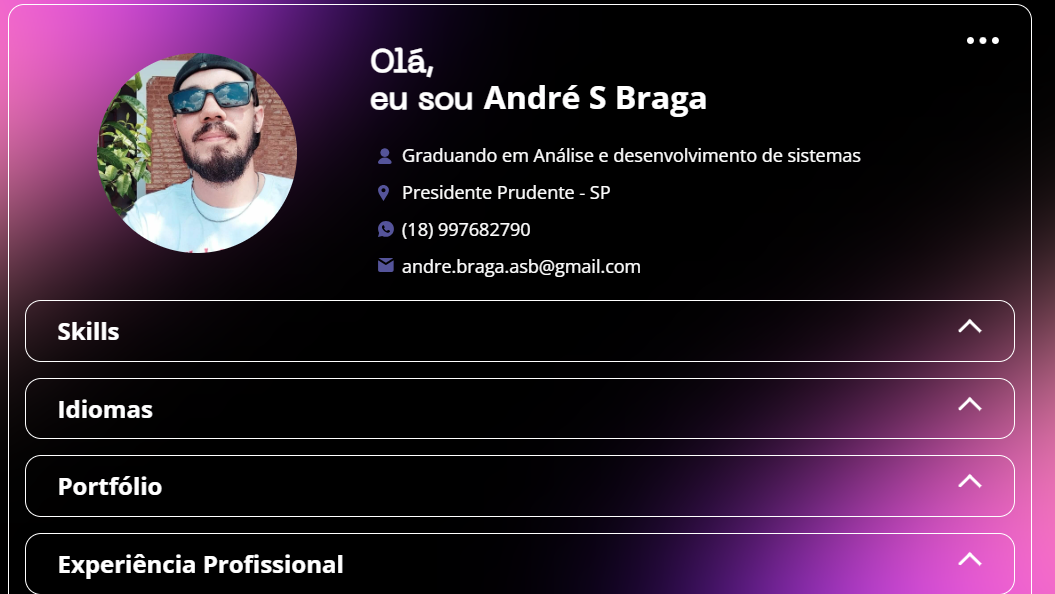 Olá,
eu sou André S Braga
Graduando em Análise e desenvolvimento de sistemas
Presidente Prudente - SP
(18) 997682790
andre.braga.asb@gmail.com
Skills
Idiomas
Portfólio
Experiência Profissional